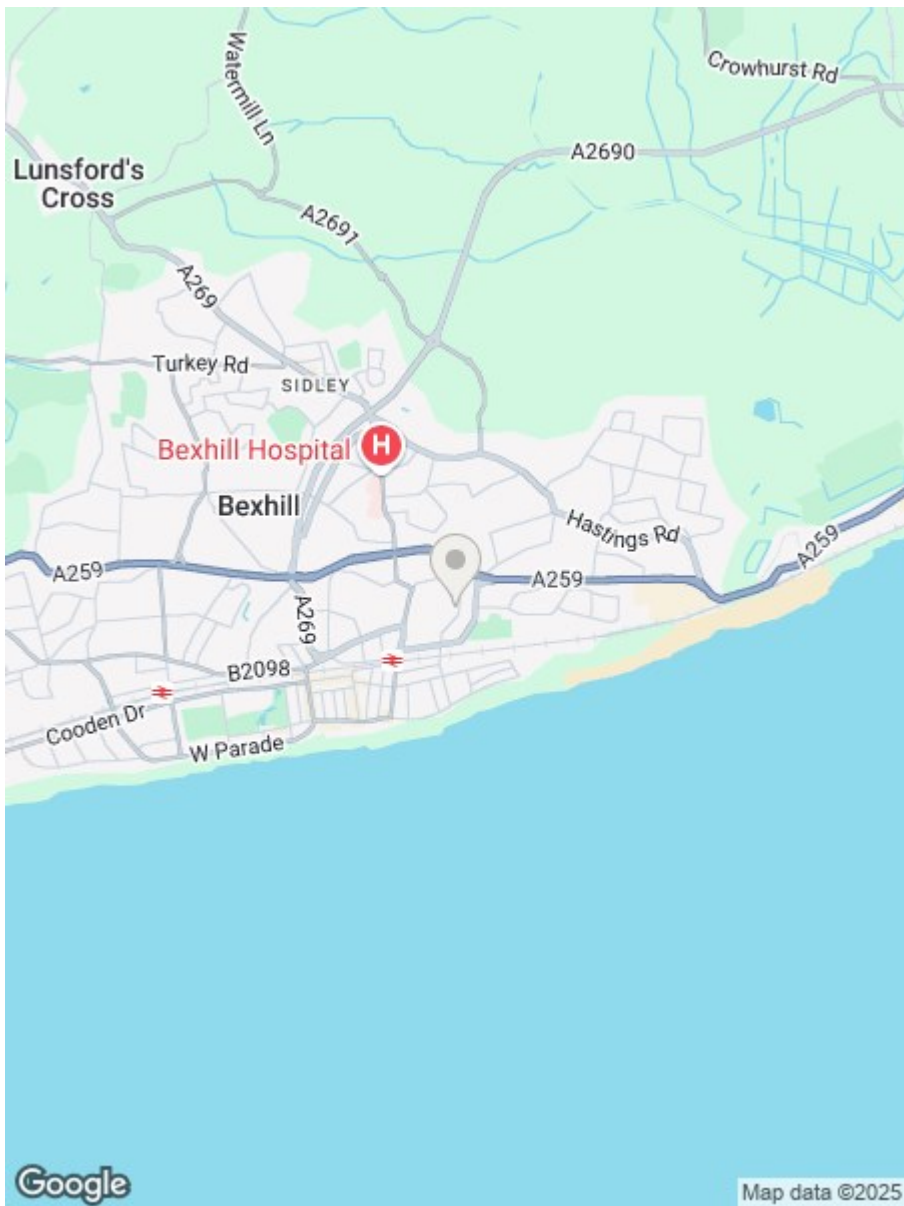 Watermill Ln
Crowhurst Rd
A2690
Lunsford's
Cross
A2691
A269
Turkey Rd
SIDLEY
Bexhill Hospital
H
Bexhill
Hastings Rd
A259
A259
A259
A269
B2098
Cooden Dr
W Parade
Google
Map data ©2025